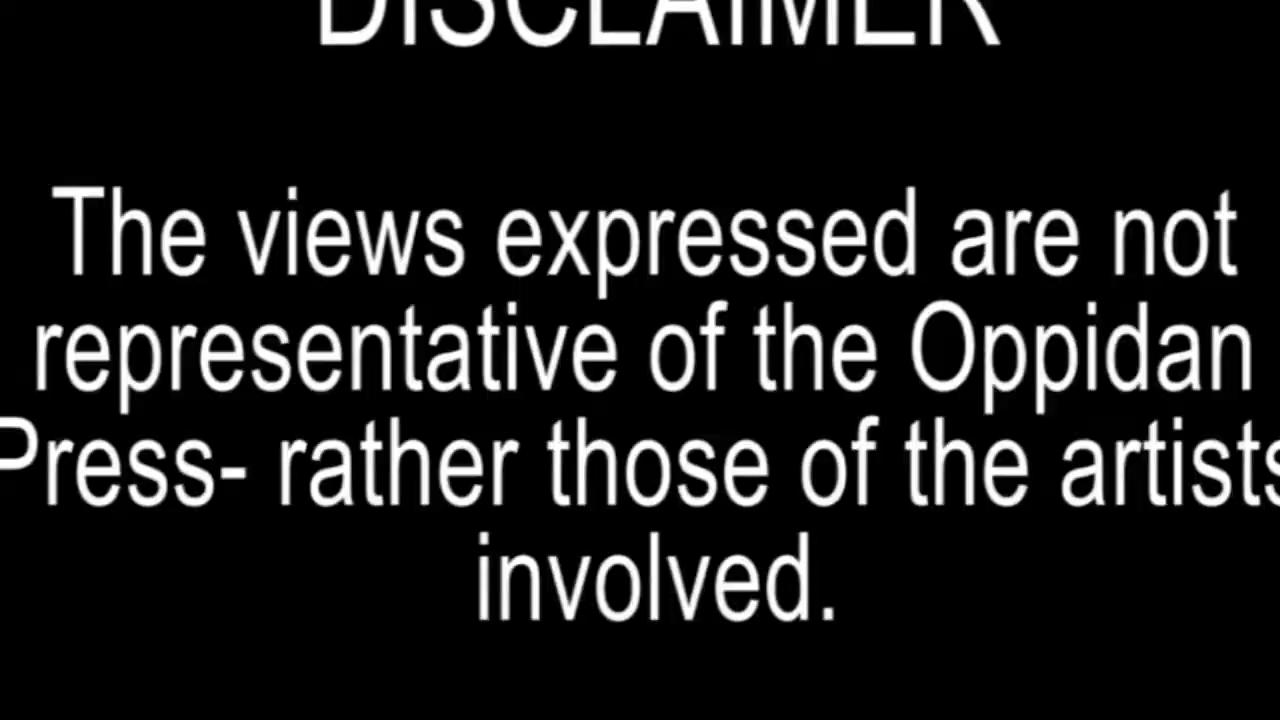 DISCLAIMER
The views expressed are not
representative of the Oppidan
Press- rather those of the artists
involved.